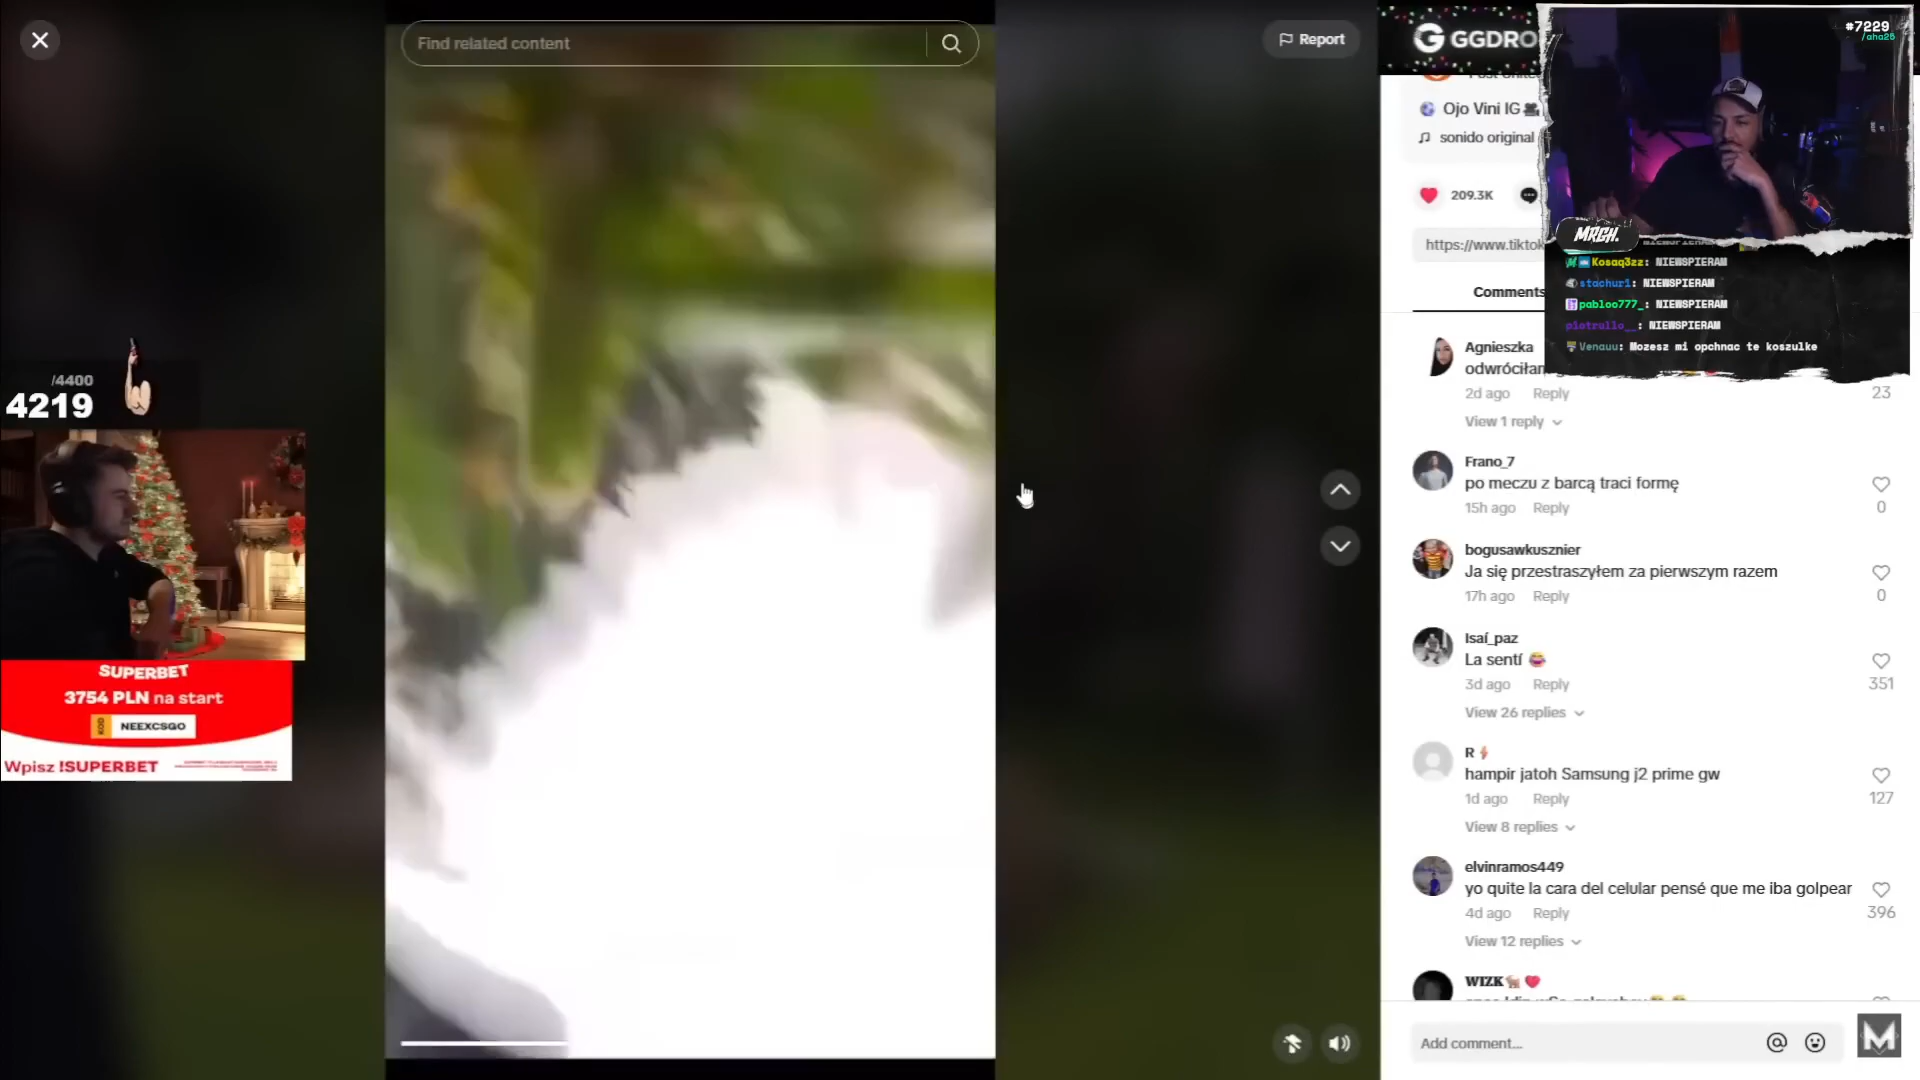 Find related content
Report
GGDRO
#7229
/aha25
Ojo Vini IG
sonido original
209.3K
MRGH.
https://www.tiktok
Kosaq3zz: NIEWSPIERAM
stachur1: NIEWSPIERAM
pabloo777_: NIEWSPIERAM
piotrullo__: NIEWSPIERAM
Venauu: Mozesz mi opchnac te koszulke
Comments
Agnieszka
odwróciłam
2d ago Reply
23
View 1 reply
Frano_7
po meczu z barcą traci formę
15h ago Reply
0
bogusawkusznier
Ja się przestraszyłem za pierwszym razem
17h ago Reply
0
Isaí_paz
La sentí
3d ago Reply
351
View 26 replies
R
hampir jatoh Samsung j2 prime gw
1d ago Reply
127
View 8 replies
elvinramos449
yo quite la cara del celular pensé que me iba golpear
4d ago Reply
396
View 12 replies
WIZK
Add comment...
M
/4400
4219
SUPERBET
3754 PLN na start
KOD NEEXCSGO
Wpisz !SUPERBET